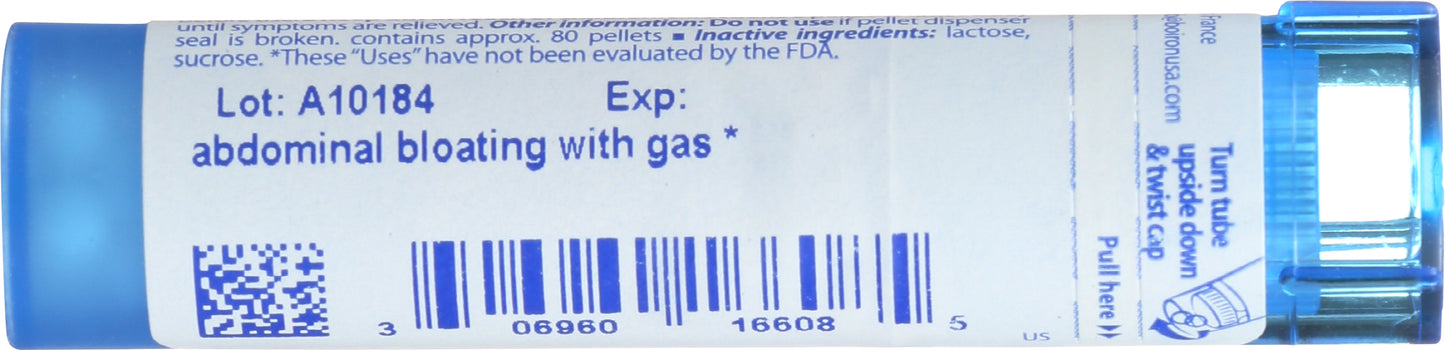 until symptoms are relieved. Other information: Do not use if pellet dispenser
seal is broken. contains approx. 80 pellets ■ Inactive ingredients: lactose,
sucrose. *These “Uses” have not been evaluated by the FDA.
Lot: A10184 Exp:
abdominal bloating with gas *
3 06960 16608 5
US
France
@boironusa.com
Turn tube
upside down
& twist cap
Pull here